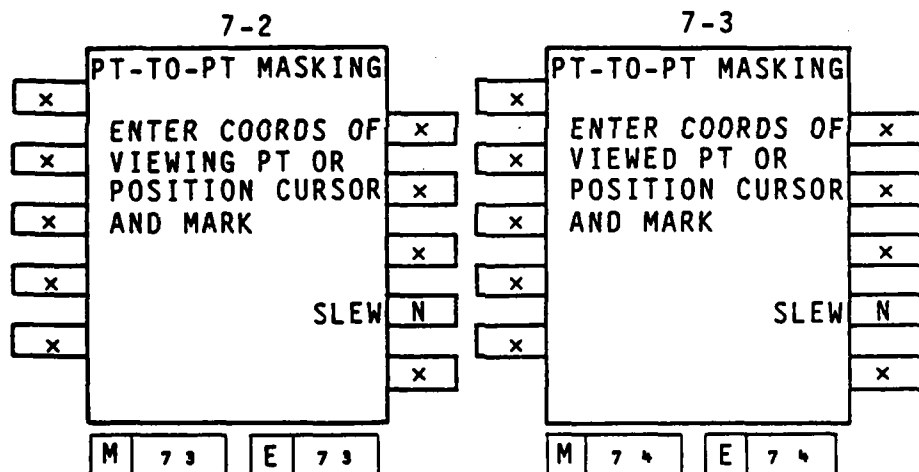 7-2
PT-TO-PT MASKING
x
ENTER COORDS OF x
x VIEWING PT OR
POSITION CURSOR x
x AND MARK
x
x
SLEW N
x
x
M 73 E 73
7-3
PT-TO-PT MASKING
x
ENTER COORDS OF x
x VIEWED PT OR
POSITION CURSOR x
x AND MARK
x
x
SLEW N
x
x
M 74 E 74